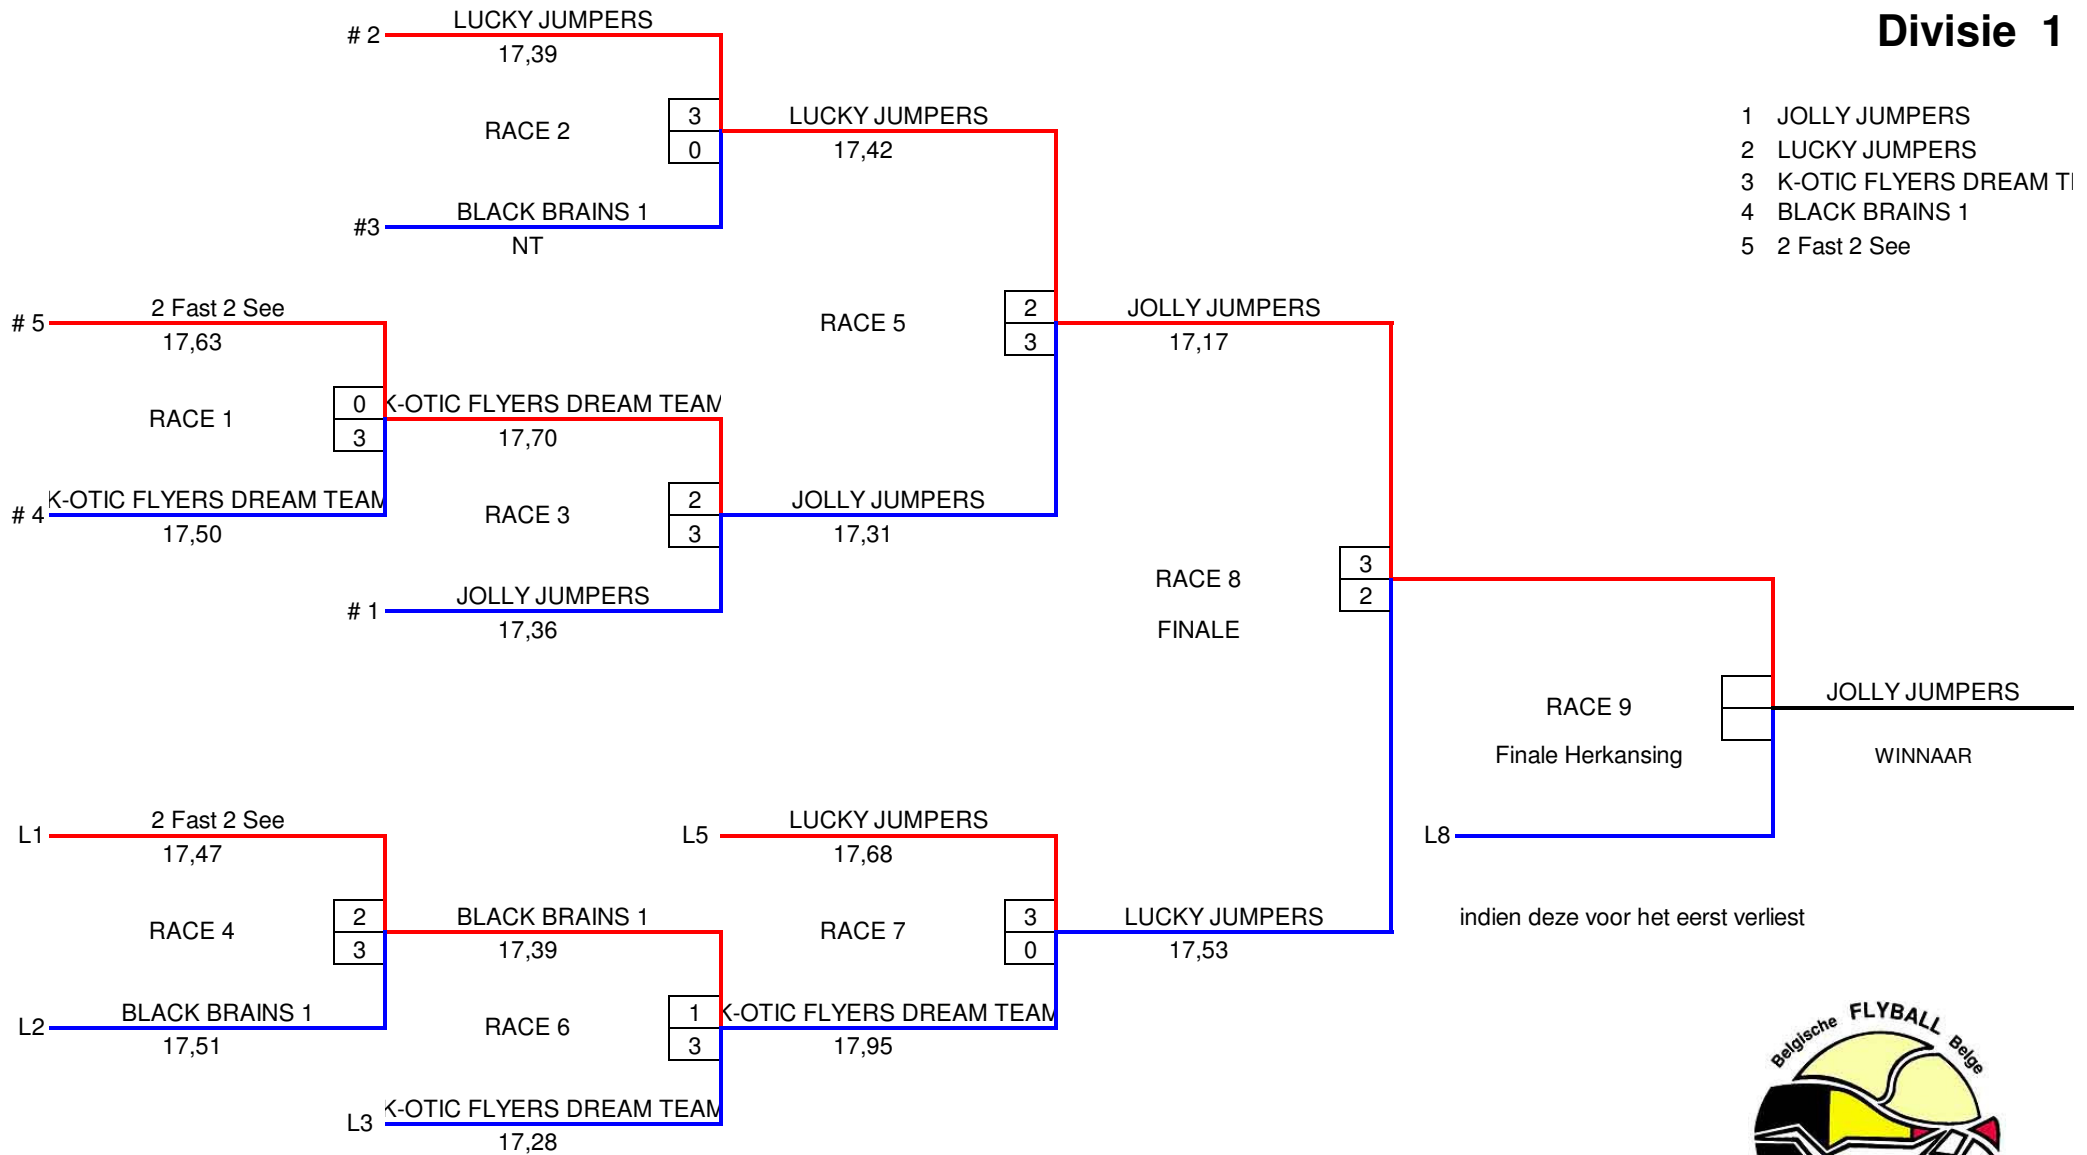 Divisie 1
1 JOLLY JUMPERS
2 LUCKY JUMPERS
3 K-OTIC FLYERS DREAM
4 BLACK BRAINS 1
5 2 Fast 2 See
# 2 LUCKY JUMPERS
17,39
RACE 2
3
0
#3 BLACK BRAINS 1
NT
LUCKY JUMPERS
17,42
# 5 2 Fast 2 See
17,63
RACE 1
0
3
# 4 K-OTIC FLYERS DREAM TEAM
17,50
K-OTIC FLYERS DREAM TEAM
17,70
RACE 3
2
3
# 1 JOLLY JUMPERS
17,36
JOLLY JUMPERS
17,31
RACE 5
2
3
JOLLY JUMPERS
17,17
RACE 8
FINALE
3
2
RACE 9
Finale Herkansing
JOLLY JUMPERS
WINNAAR
L8
indien deze voor het eerst verliest
L1 2 Fast 2 See
17,47
RACE 4
2
3
L2 BLACK BRAINS 1
17,51
BLACK BRAINS 1
17,39
RACE 6
1
3
L3 K-OTIC FLYERS DREAM TEAM
17,28
L5 LUCKY JUMPERS
17,68
RACE 7
3
0
K-OTIC FLYERS DREAM TEAM
17,95
LUCKY JUMPERS
17,53
Belgische FLYBALL Belge